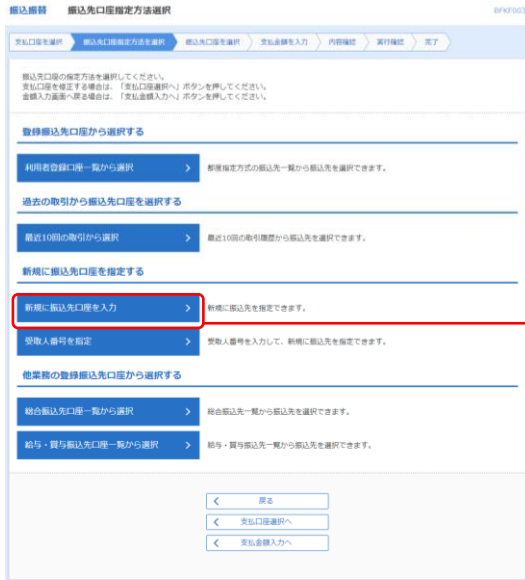 振込振替　振込先口座指定方法選択　BFKF003
支払口座を選択　振込先口座指定方法を選択　振込先口座を選択　支払金額を入力　内容確認　実行確認　完了
振込先口座の指定方法を選択してください。
支払口座を修正する場合は、「支払口座選択へ」ボタンを押してください。
金額入力画面へ戻る場合は、「支払金額入力へ」ボタンを押してください。
登録振込先口座から選択する
利用者登録口座一覧から選択　都度指定方式の振込先一覧から振込先を選択できます。
過去の取引から振込先口座を選択する
最近10回の取引から選択　最近10回の取引履歴から振込先を選択できます。
新規に振込先口座を指定する
新規に振込先口座を入力　新規に振込先を指定できます。
受取人番号を指定　受取人番号を入力して、新規に振込先を指定できます。
他業務の登録振込先口座から選択する
総合振込先口座一覧から選択　総合振込先一覧から振込先を選択できます。
給与・賞与振込先口座一覧から選択　給与・賞与振込先一覧から振込先を選択できます。
戻る
支払口座選択へ
支払金額入力へ